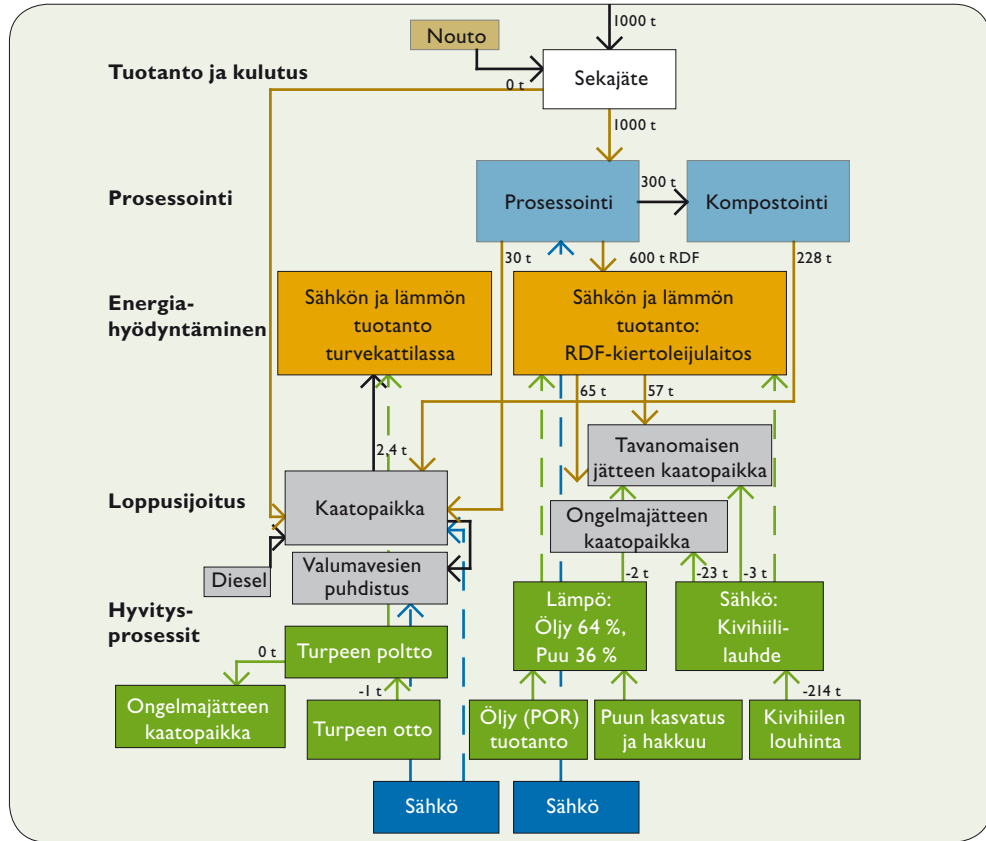 1000 t
Nouto
Tuotanto ja kulutus
0 t
Sekajäte
1000 t
Prosessointi
Prosessointi
300 t
Kompostointi
30 t
600 t RDF
228 t
Energia-
hyödyntäminen
Sähkön ja lämmön
tuotanto
turvekattilassa
Sähkön ja lämmön
tuotanto:
RDF-kiertoleijulaitos
65 t
57 t
2,4 t
Tavanomaisen
jätteen kaatopaikka
Loppusijoitus
Kaatopaikka
Ongelmajätteen
kaatopaikka
Diesel
Valumavesien
puhdistus
-2 t
-23 t
-3 t
Hyvitys-
prosessit
Lämpö:
Öljy 64 %,
Puu 36 %
Sähkö:
Kivihiili-
lauhde
0 t
Turpeen poltto
-1 t
-214 t
Ongelmajätteen
kaatopaikka
Turpeen otto
Öljy (POR)
tuotanto
Puun kasvatus
ja hakkuu
Kivihiilen
louhinta
Sähkö
Sähkö